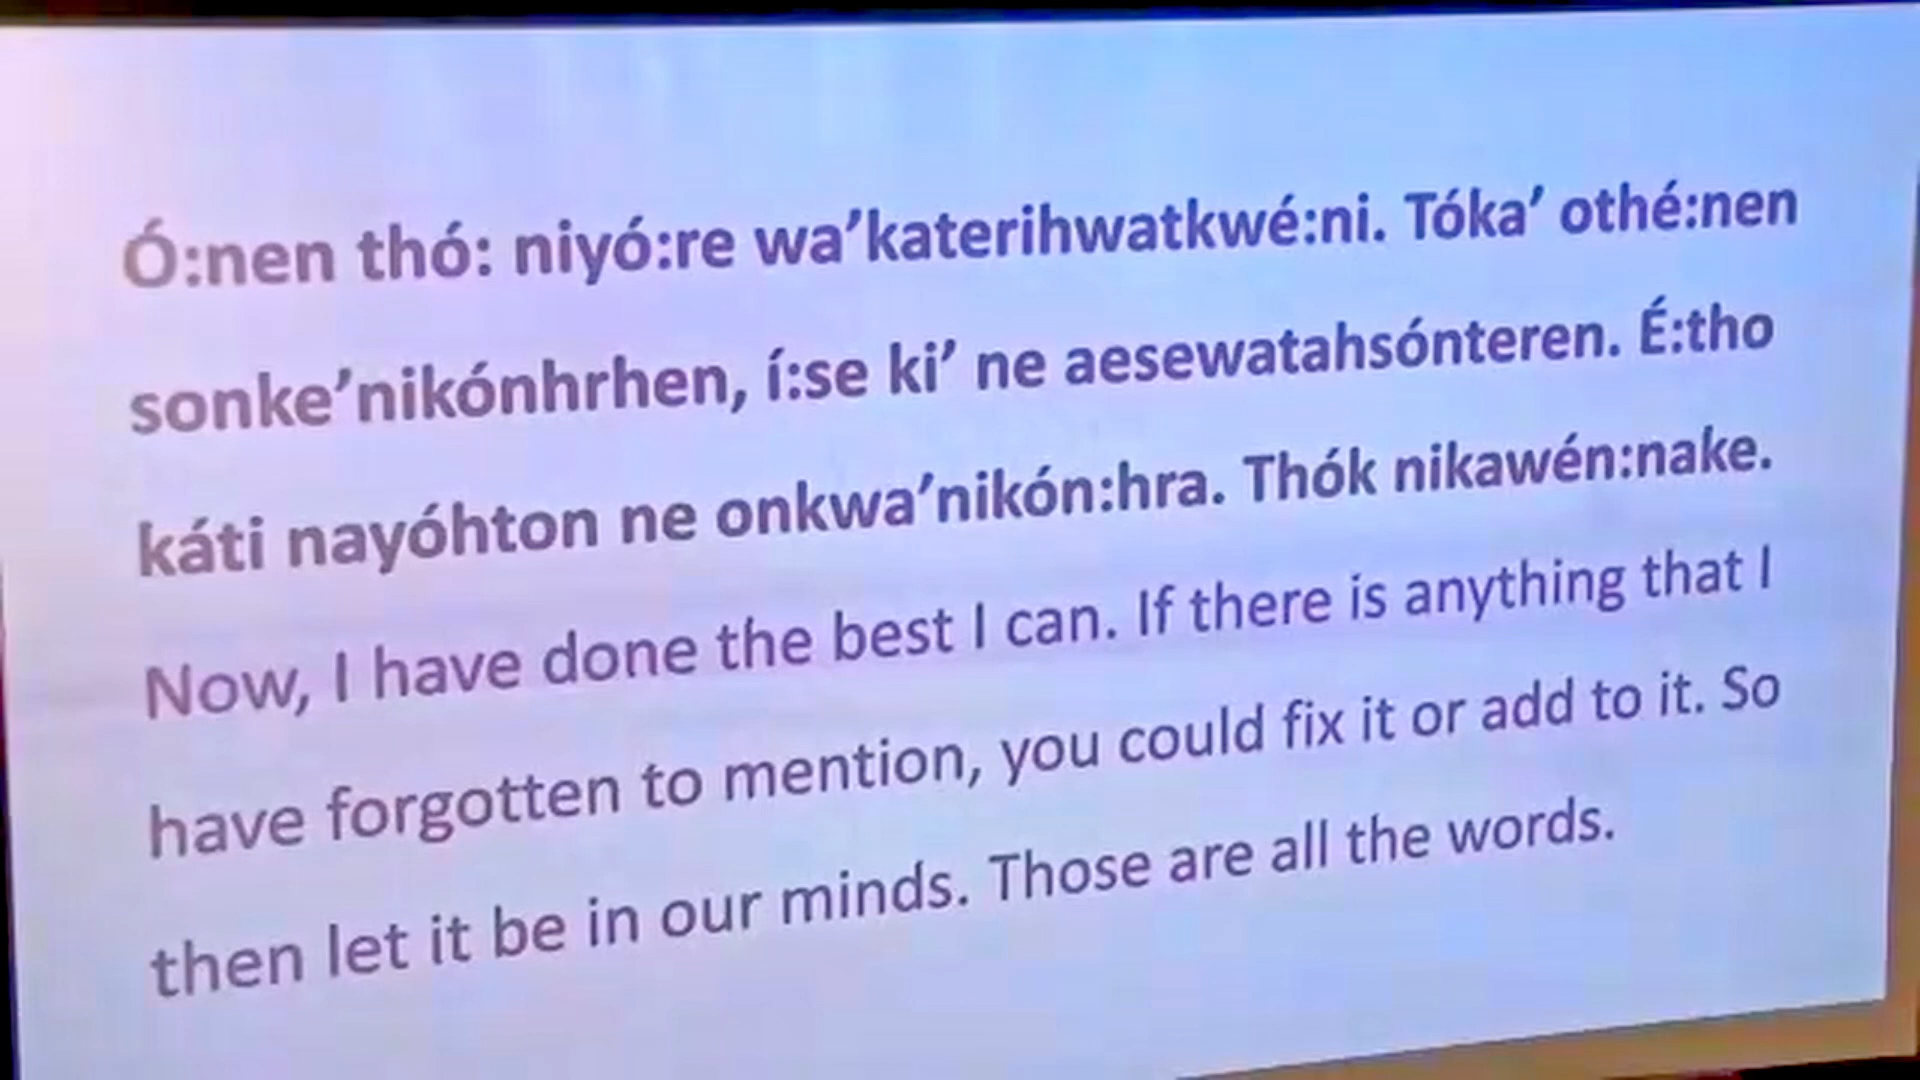 Ó:nen thó: niyó:re wa’katerihwatkwé:ni. Tóka’ othé:nen
sonke’nikónhrhen, í:se ki’ ne aesewatahsónteren. É:tho
káti nayóhton ne onkwa’nikón:hra. Thók nikawén:nake.
Now, I have done the best I can. If there is anything that I
have forgotten to mention, you could fix it or add to it. So
then let it be in our minds. Those are all the words.